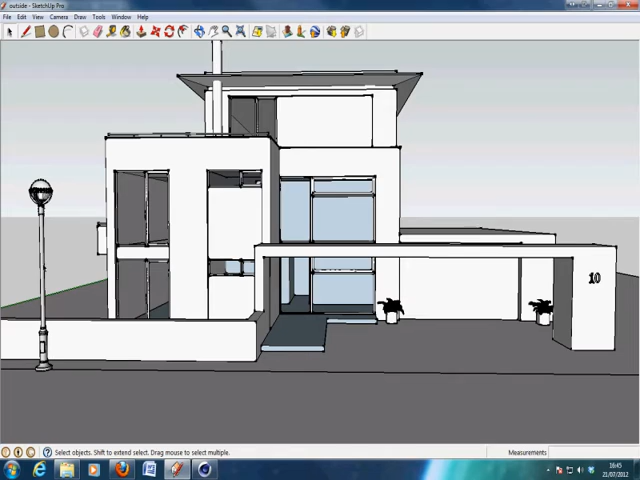 outside - SketchUp Pro
File Edit View Camera Draw Tools Window Help
10
Select objects. Shift to extend select. Drag mouse to select multiple.
Measurements
16:45
21/07/2012